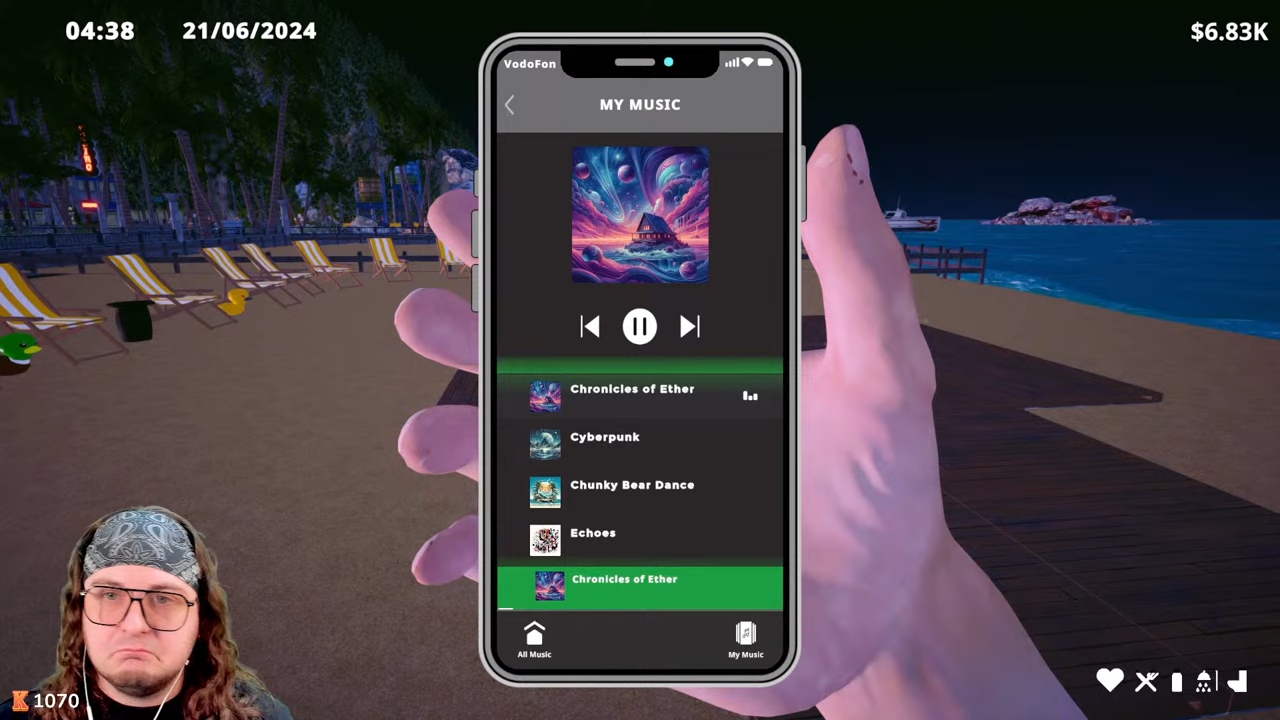 04:38 21/06/2024
$6.83K
VodoFon
MY MUSIC
Chronicles of Ether
Cyberpunk
Chunky Bear Dance
Echoes
Chronicles of Ether
All Music
My Music
K 1070